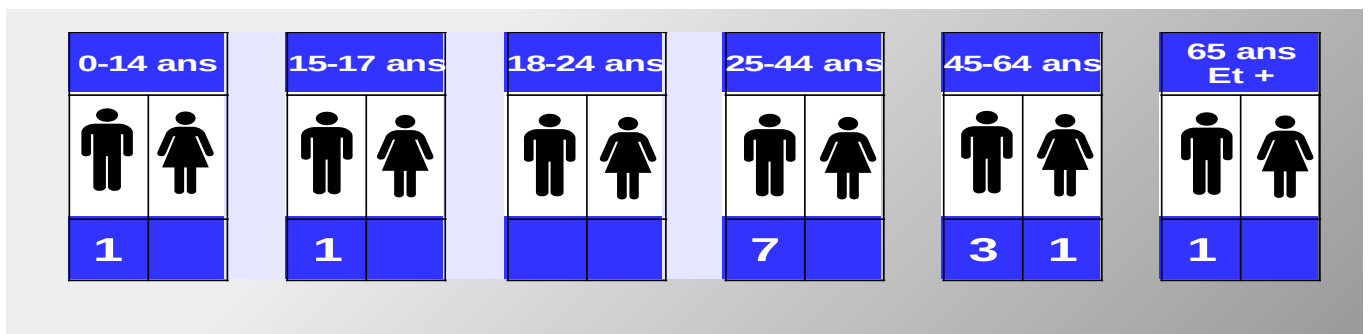 0-14 ans
15-17 ans
18-24 ans
25-44 ans
45-64 ans
65 ans
Et +
1
1
7
3
1
1